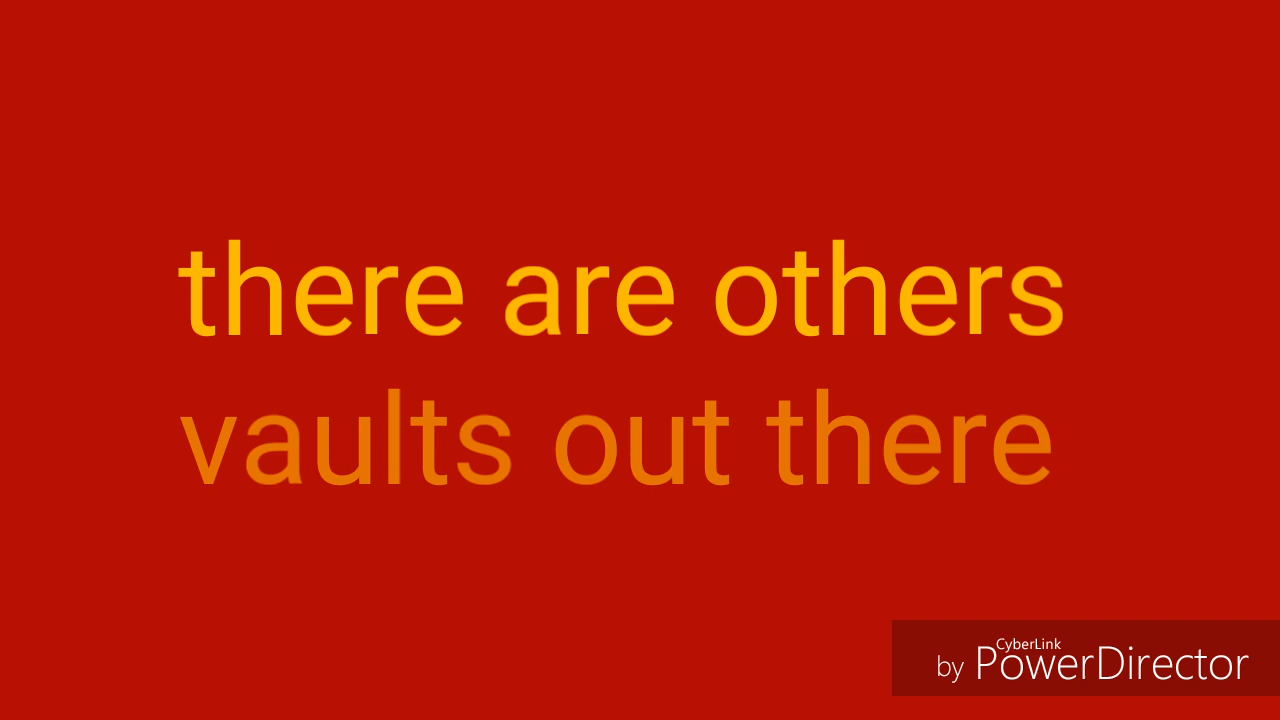 there are others
vaults out there
CyberLink
by PowerDirector